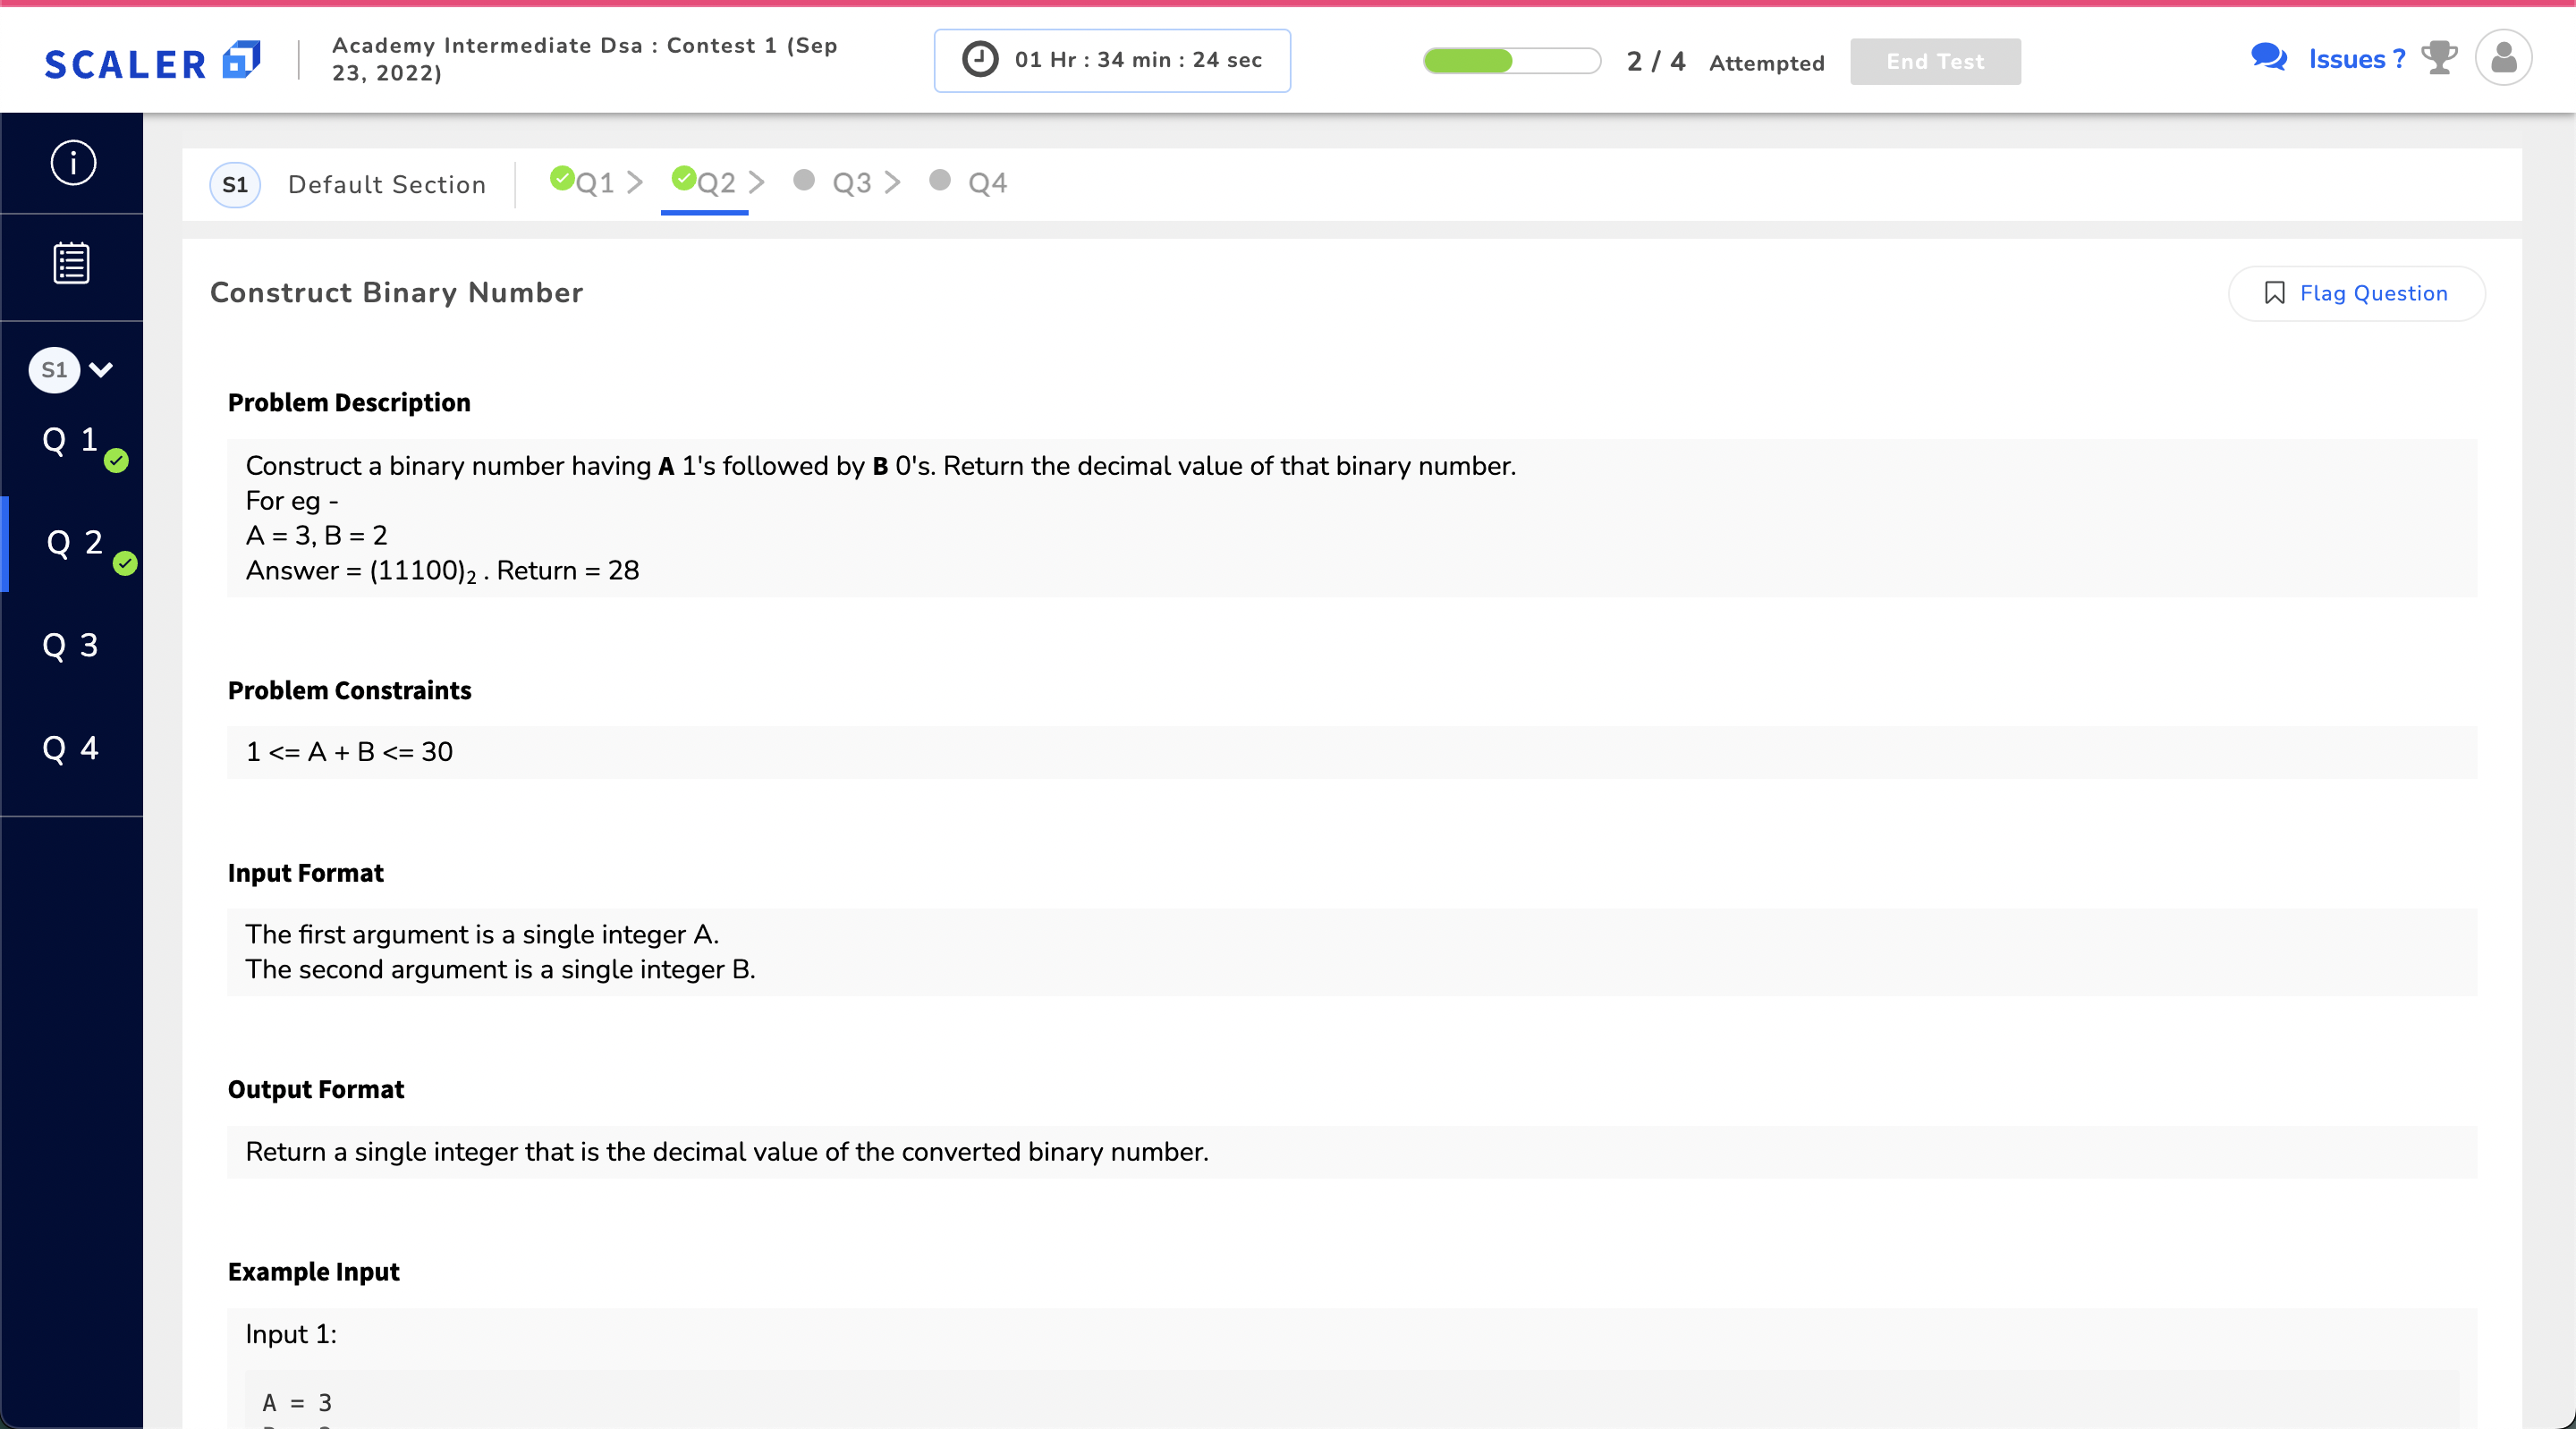 SCALER
Academy Intermediate Dsa : Contest 1 (Sep
23, 2022)
01 Hr : 34 min : 24 sec
2 / 4 Attempted
End Test
Issues ?
S1 Default Section Q1 Q2 Q3 Q4
S1
Q 1
Q 2
Q 3
Q 4
Construct Binary Number
Flag Question
Problem Description
Construct a binary number having A 1's followed by B 0's. Return the decimal value of that binary number.
For eg -
A = 3, B = 2
Answer = (11100)₂ . Return = 28
Problem Constraints
1 <= A + B <= 30
Input Format
The first argument is a single integer A.
The second argument is a single integer B.
Output Format
Return a single integer that is the decimal value of the converted binary number.
Example Input
Input 1:
A = 3